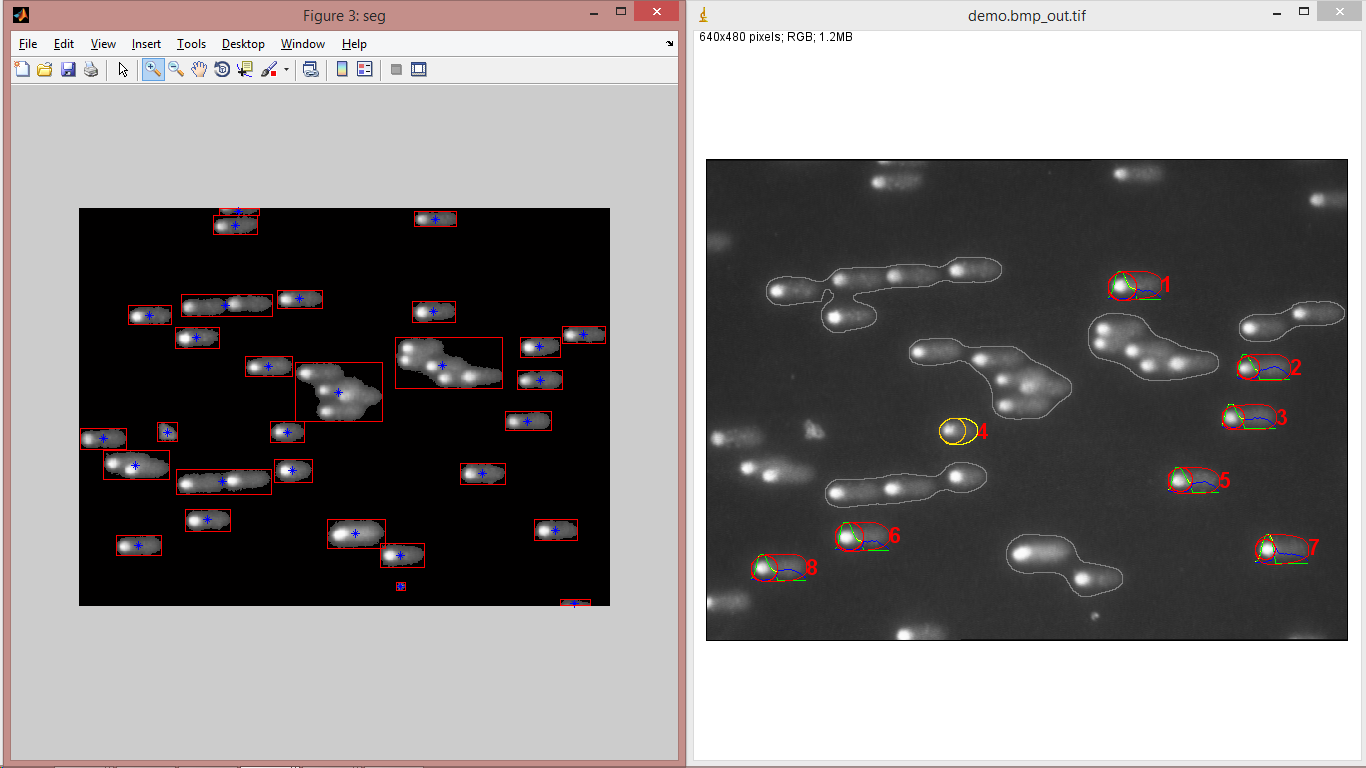 Figure 3: seg
File Edit View Insert Tools Desktop Window Help
demo.bmp_out.tif
640x480 pixels; RGB; 1.2MB
1
2
3
4
5
6
7
8